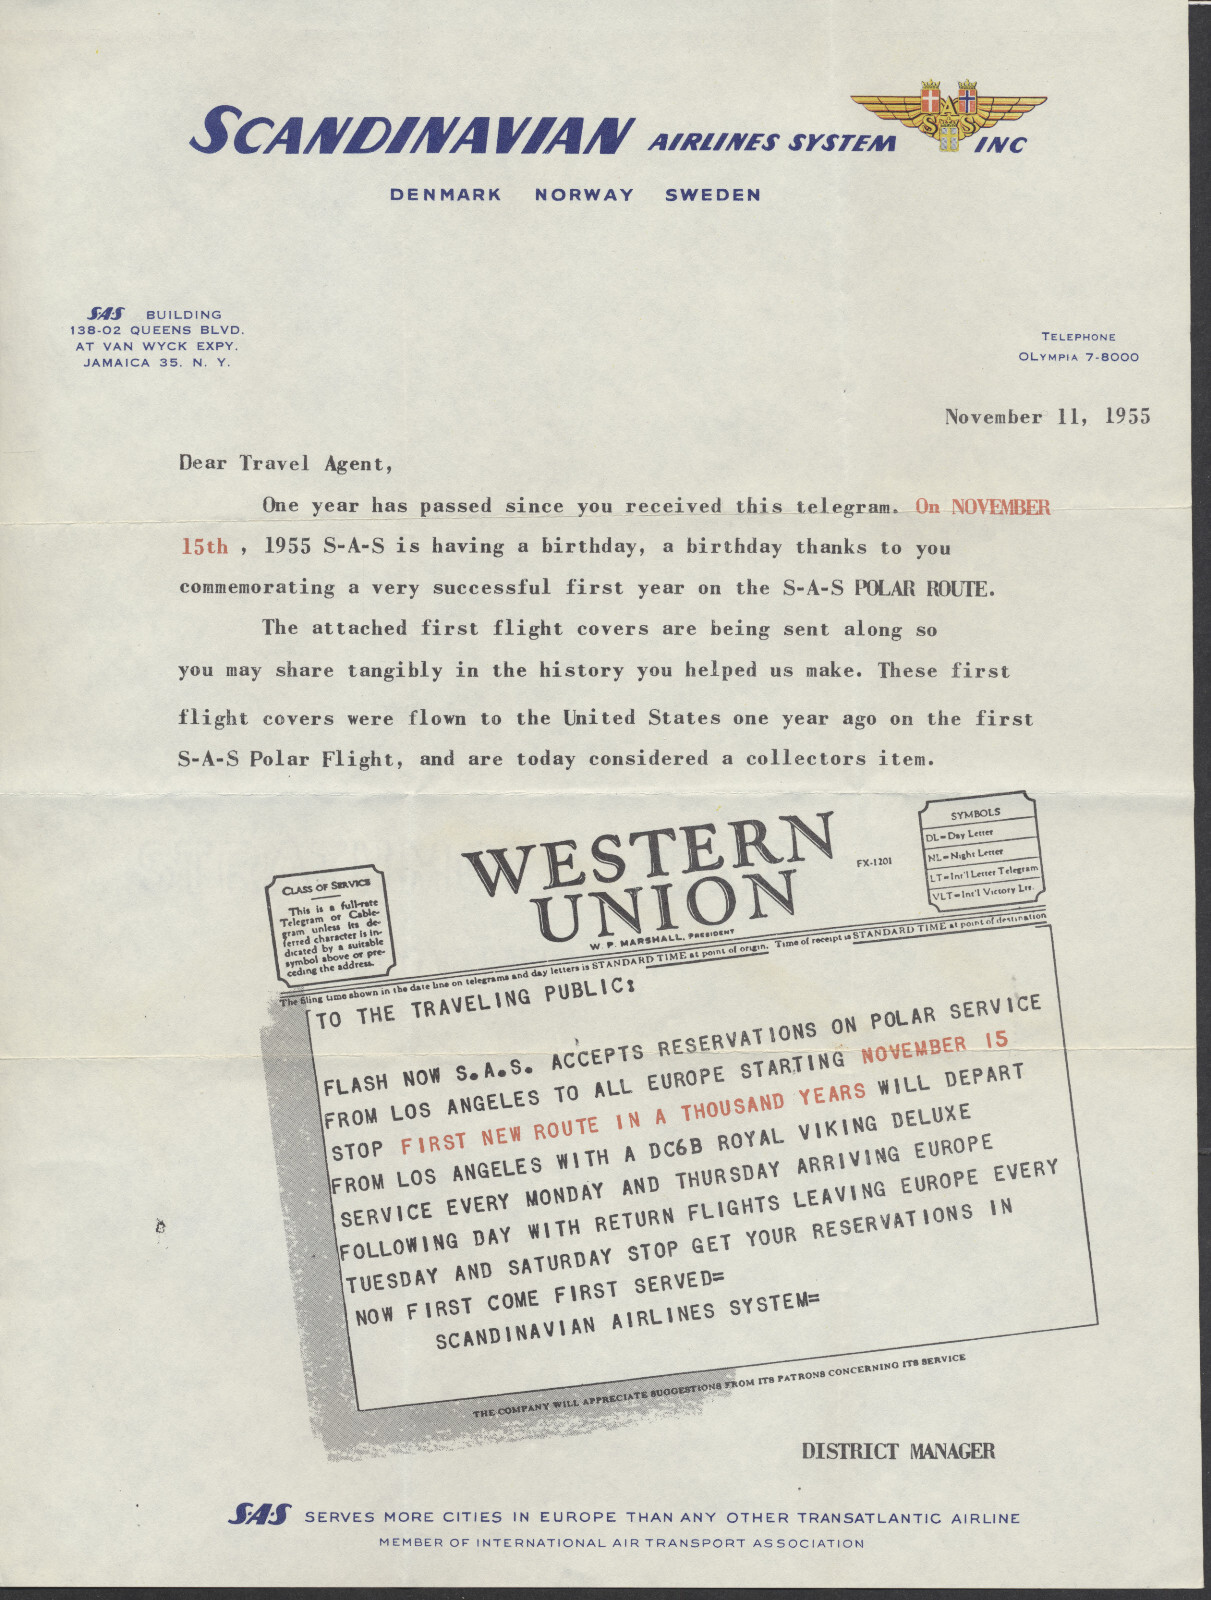 SCANDINAVIAN AIRLINES SYSTEM SAS INC
DENMARK NORWAY SWEDEN
S·A·S BUILDING
138-02 QUEENS BLVD.
AT VAN WYCK EXPY.
JAMAICA 35. N. Y.
TELEPHONE
OLYMPIA 7-8000
November 11, 1955
Dear Travel Agent,
One year has passed since you received this telegram. On NOVEMBER
15th , 1955 S-A-S is having a birthday, a birthday thanks to you
commemorating a very successful first year on the S-A-S POLAR ROUTE.
The attached first flight covers are being sent along so
you may share tangibly in the history you helped us make. These first
flight covers were flown to the United States one year ago on the first
S-A-S Polar Flight, and are today considered a collectors item.
CLASS OF SERVICE
This is a full-rate
Telegram or Cable-
gram unless its de-
ferred character is in-
dicated by a suitable
symbol above or pre-
ceding the address.
WESTERN
UNION
W. P. MARSHALL, PRESIDENT
FX-1201
SYMBOLS
DL=Day Letter
NL=Night Letter
LT=Int'l Letter Telegram
VLT=Int'l Victory Ltr.
The filing time shown in the date line on telegrams and day letters is STANDARD TIME at point of origin. Time of receipt is STANDARD TIME at point of destination
TO THE TRAVELING PUBLIC:
FLASH NOW S.A.S. ACCEPTS RESERVATIONS ON POLAR SERVICE
FROM LOS ANGELES TO ALL EUROPE STARTING NOVEMBER 15
STOP FIRST NEW ROUTE IN A THOUSAND YEARS WILL DEPART
FROM LOS ANGELES WITH A DC6B ROYAL VIKING DELUXE
SERVICE EVERY MONDAY AND THURSDAY ARRIVING EUROPE
FOLLOWING DAY WITH RETURN FLIGHTS LEAVING EUROPE EVERY
TUESDAY AND SATURDAY STOP GET YOUR RESERVATIONS IN
NOW FIRST COME FIRST SERVED=
SCANDINAVIAN AIRLINES SYSTEM=
THE COMPANY WILL APPRECIATE SUGGESTIONS FROM ITS PATRONS CONCERNING ITS SERVICE
DISTRICT MANAGER
S·A·S SERVES MORE CITIES IN EUROPE THAN ANY OTHER TRANSATLANTIC AIRLINE
MEMBER OF INTERNATIONAL AIR TRANSPORT ASSOCIATION